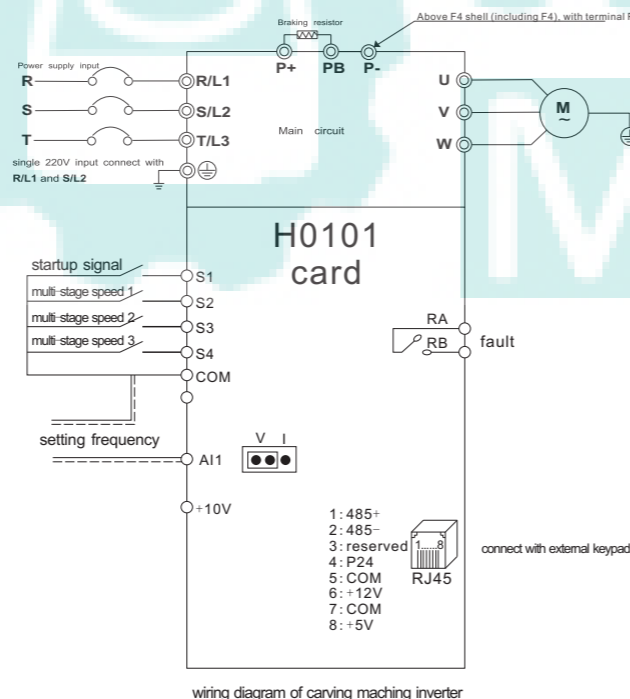 Above F4 shell (including F4), with terminal
Braking resistor
P+ PB P-
Power supply input
R R/L1 U
S S/L2 V M ~
T T/L3 W
Main circuit
single 220V input connect with
R/L1 and S/L2
H0101
card
startup signal S1
multi-stage speed 1 S2
multi-stage speed 2 S3
multi-stage speed 3 S4
COM
RA
RB fault
setting frequency
V I
AI1
+10V
1:485+
2:485-
3:reserved
4:P24
5:COM
6:+12V
7:COM
8:+5V
1.....8
RJ45
connect with external keypad
wiring diagram of carving maching inverter